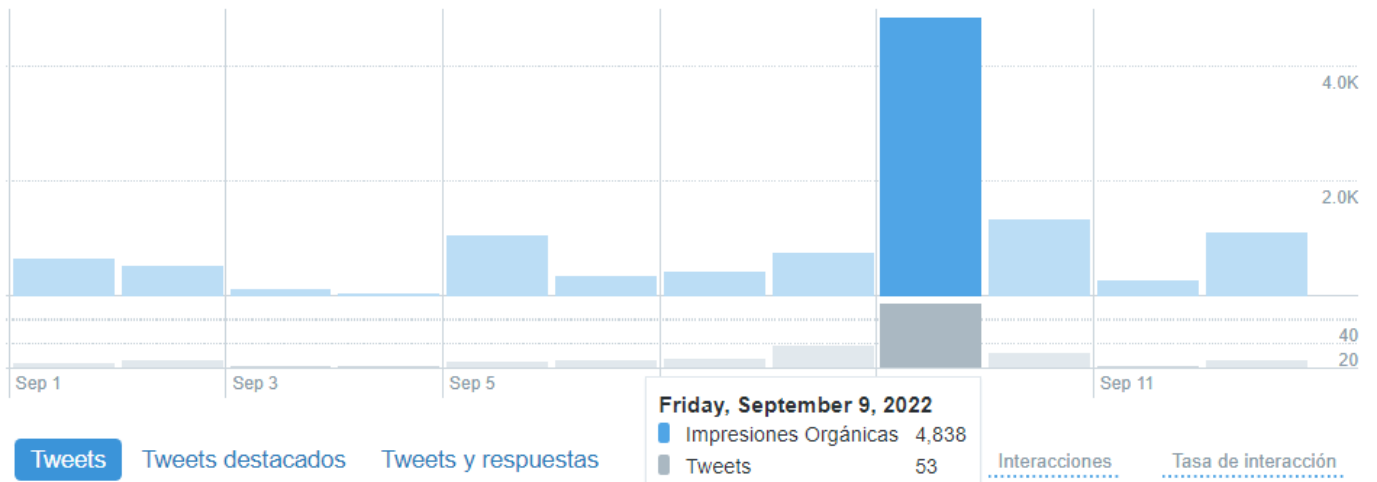 4.0K
2.0K
40
20
Sep 1
Sep 3
Sep 5
Sep 11
Friday, September 9, 2022
Impresiones Orgánicas 4,838
Tweets 53
Tweets Tweets destacados Tweets y respuestas
Interacciones Tasa de interacción